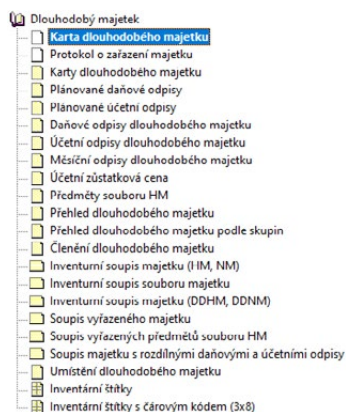 Dlouhodobý majetek
Karta dlouhodobého majetku
Protokol o zařazení majetku
Karty dlouhodobého majetku
Plánované daňové odpisy
Plánované účetní odpisy
Daňové odpisy dlouhodobého majetku
Účetní odpisy dlouhodobého majetku
Měsíční odpisy dlouhodobého majetku
Účetní zůstatková cena
Předměty souboru HM
Přehled dlouhodobého majetku
Přehled dlouhodobého majetku podle skupin
Členění dlouhodobého majetku
Inventurní soupis majetku (HM, NM)
Inventurní soupis souboru majetku
Inventurní soupis majetku (DDHM, DDNM)
Soupis vyřazeného majetku
Soupis vyřazených předmětů souboru HM
Soupis majetku s rozdílnými daňovými a účetními odpisy
Umístění dlouhodobého majetku
Inventární štítky
Inventární štítky s čárovým kódem (3x8)